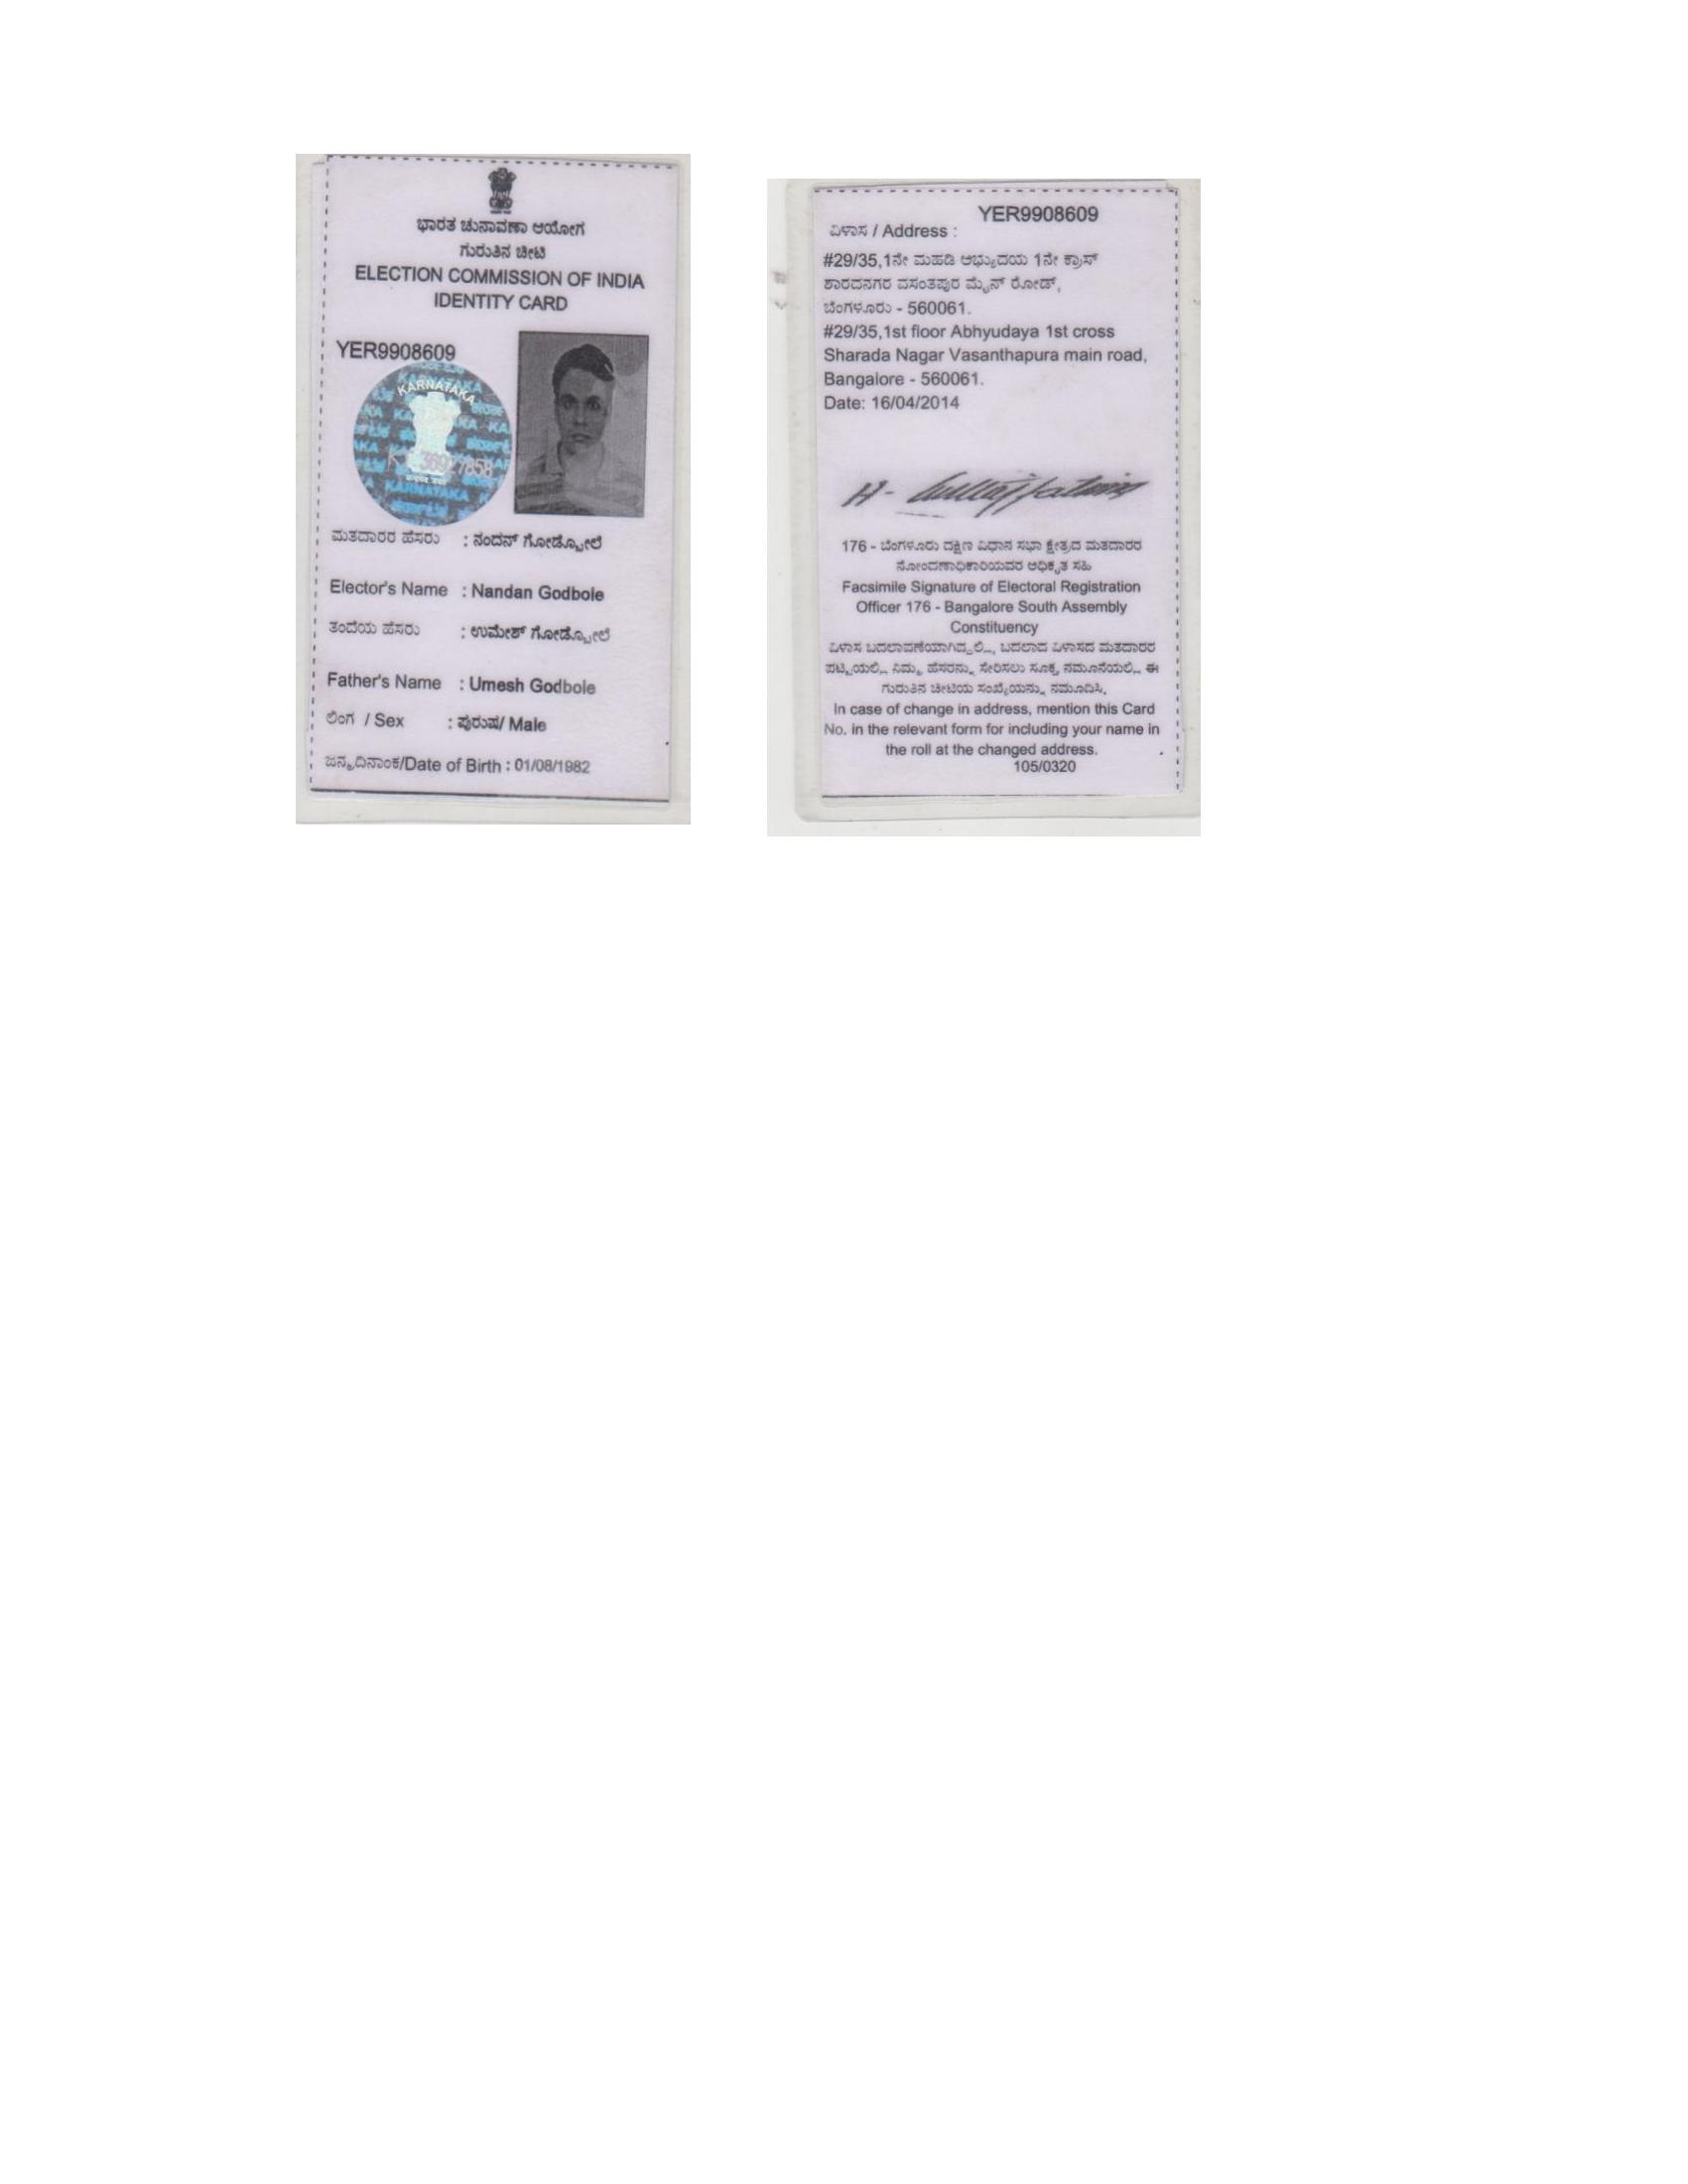 ಭಾರತ ಚುನಾವಣಾ ಆಯೋಗ
ಗುರುತಿನ ಚೀಟಿ
ELECTION COMMISSION OF INDIA
IDENTITY CARD
YER9908609
KARNATAKA
ಮತದಾರರ ಹೆಸರು : ನಂದನ್ ಗೋಡ್ಬೋಲೆ
Elector's Name : Nandan Godbole
ತಂದೆಯ ಹೆಸರು : ಉಮೇಶ್ ಗೋಡ್ಬೋಲೆ
Father's Name : Umesh Godbole
ಲಿಂಗ / Sex : ಪುರುಷ/ Male
ಜನ್ಮದಿನಾಂಕ/Date of Birth : 01/08/1982
YER9908609
ವಿಳಾಸ / Address :
#29/35,1ನೇ ಮಹಡಿ ಅಭ್ಯುದಯ 1ನೇ ಕ್ರಾಸ್
ಶಾರದನಗರ ವಸಂತಪುರ ಮೈನ್ ರೋಡ್,
ಬೆಂಗಳೂರು - 560061.
#29/35,1st floor Abhyudaya 1st cross
Sharada Nagar Vasanthapura main road,
Bangalore - 560061.
Date: 16/04/2014
176 - ಬೆಂಗಳೂರು ದಕ್ಷಿಣ ವಿಧಾನ ಸಭಾ ಕ್ಷೇತ್ರದ ಮತದಾರರ
ನೋಂದಣಾಧಿಕಾರಿಯವರ ಅಧಿಕೃತ ಸಹಿ
Facsimile Signature of Electoral Registration
Officer 176 - Bangalore South Assembly
Constituency
ವಿಳಾಸ ಬದಲಾವಣೆಯಾಗಿದ್ದಲ್ಲಿ, ಬದಲಾದ ವಿಳಾಸದ ಮತದಾರರ
ಪಟ್ಟಿಯಲ್ಲಿ ನಿಮ್ಮ ಹೆಸರನ್ನು ಸೇರಿಸಲು ಸೂಕ್ತ ನಮೂನೆಯಲ್ಲಿ ಈ
ಗುರುತಿನ ಚೀಟಿಯ ಸಂಖ್ಯೆಯನ್ನು ನಮೂದಿಸಿ.
In case of change in address, mention this Card
No. in the relevant form for including your name in
the roll at the changed address.
105/0320